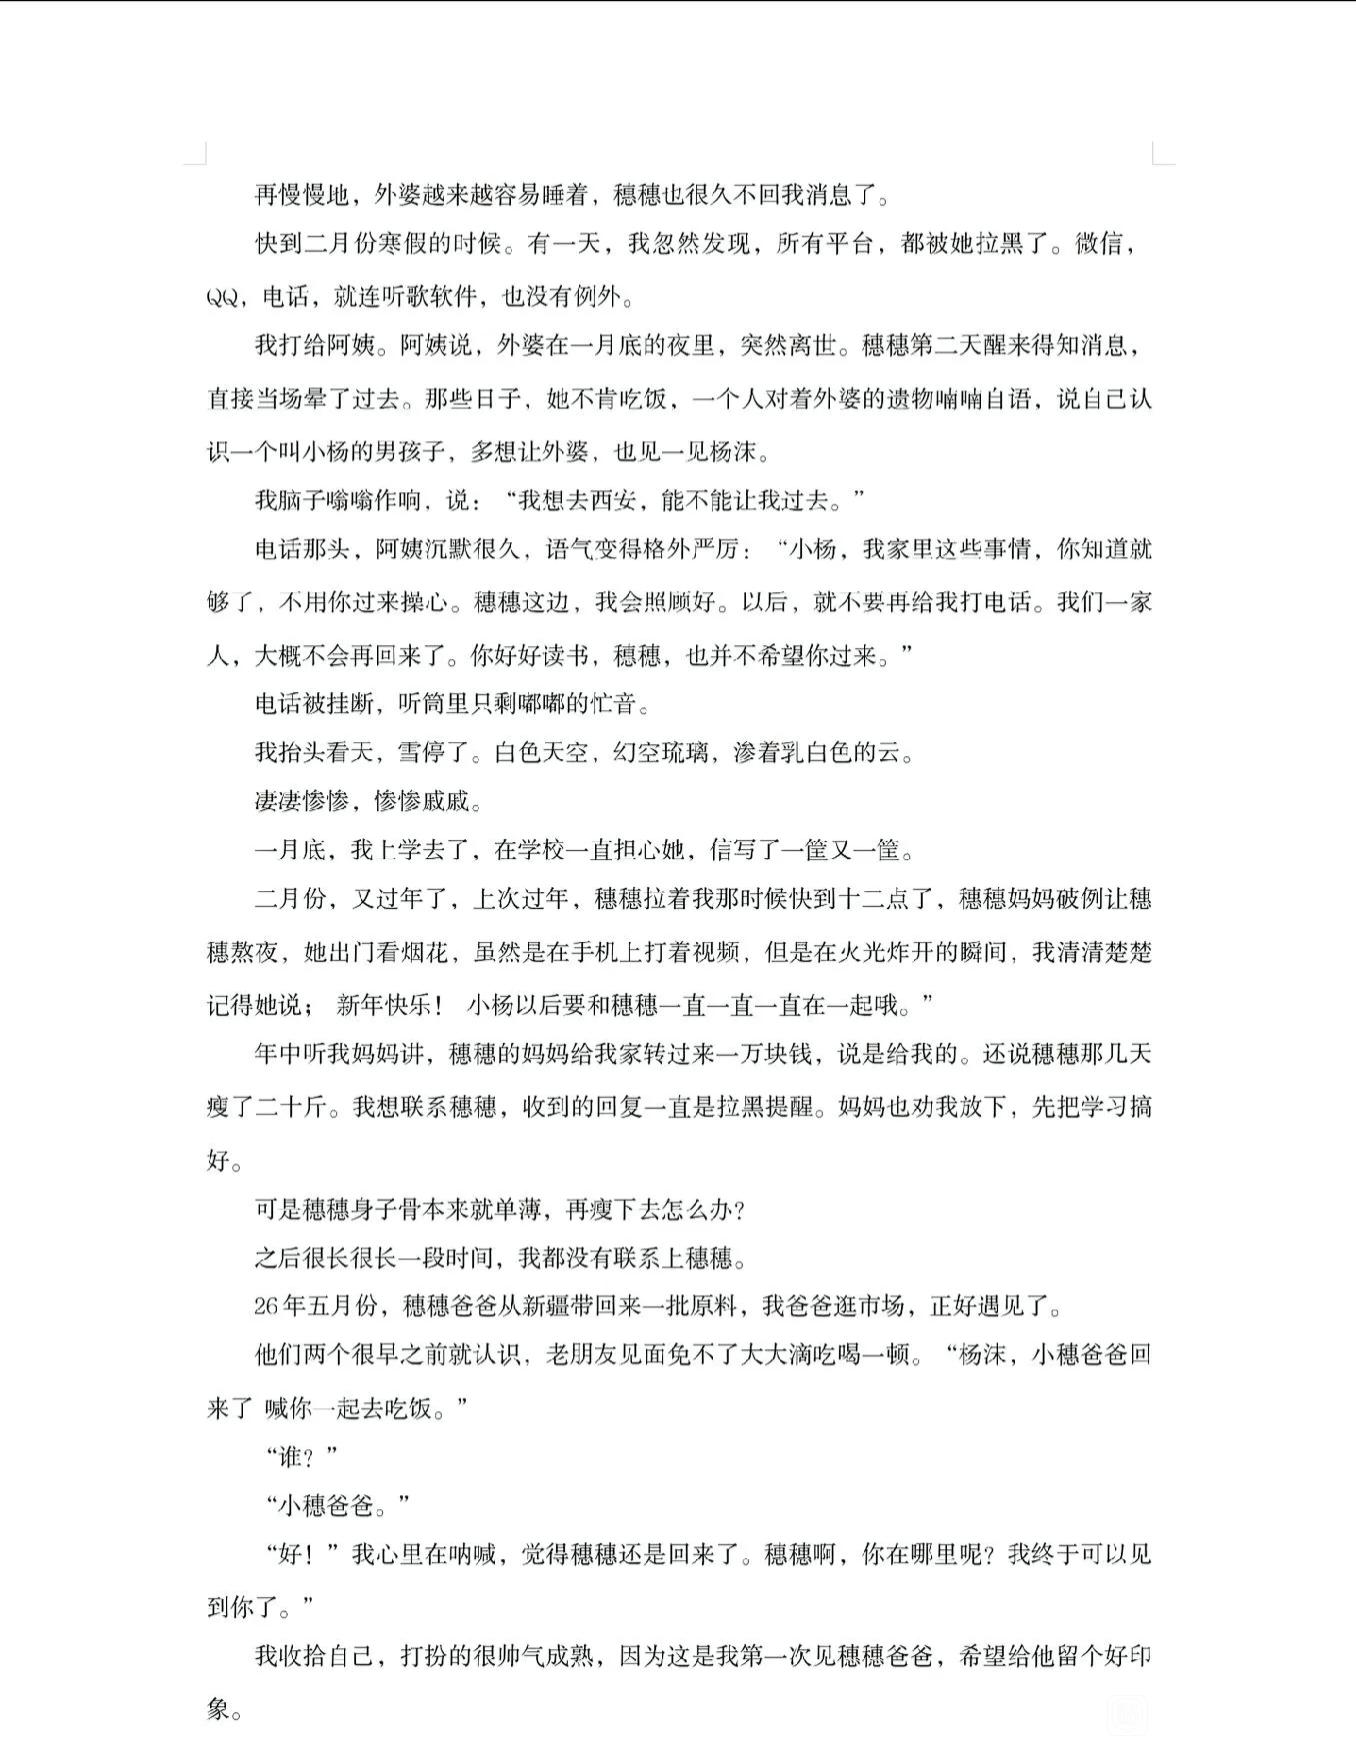 再慢慢地，外婆越来越容易睡着，穗穗也很久不回我消息了。
快到二月份寒假的时候。有一天，我忽然发现，所有平台，都被她拉黑了。微信，
QQ，电话，就连听歌软件，也没有例外。
我打给阿姨。阿姨说，外婆在一月底的夜里，突然离世。穗穗第二天醒来得知消息，
直接当场晕了过去。那些日子，她不肯吃饭，一个人对着外婆的遗物喃喃自语，说自己认
识一个叫小杨的男孩子，多想让外婆，也见一见杨沫。
我脑子嗡嗡作响，说：“我想去西安，能不能让我过去。”
电话那头，阿姨沉默很久，语气变得格外严厉：“小杨，我家里这些事情，你知道就
够了，不用你过来操心。穗穗这边，我会照顾好。以后，就不要再给我打电话。我们一家
人，大概不会再回来了。你好好读书，穗穗，也并不希望你过来。”
电话被挂断，听筒里只剩嘟嘟的忙音。
我抬头看天，雪停了。白色天空，幻空琉璃，渗着乳白色的云。
凄凄惨惨，惨惨戚戚。
一月底，我上学去了，在学校一直担心她，信写了一筐又一筐。
二月份，又过年了，上次过年，穗穗拉着我那时候快到十二点了，穗穗妈妈破例让穗
穗熬夜，她出门看烟花，虽然是在手机上打着视频，但是在火光炸开的瞬间，我清清楚楚
记得她说； 新年快乐！ 小杨以后要和穗穗一直一直一直在一起哦。”
年中听我妈妈讲，穗穗的妈妈给我家转过来一万块钱，说是给我的。还说穗穗那几天
瘦了二十斤。我想联系穗穗，收到的回复一直是拉黑提醒。妈妈也劝我放下，先把学习搞
好。
可是穗穗身子骨本来就单薄，再瘦下去怎么办？
之后很长很长一段时间，我都没有联系上穗穗。
26年五月份，穗穗爸爸从新疆带回来一批原料，我爸爸逛市场，正好遇见了。
他们两个很早之前就认识，老朋友见面免不了大大滴吃喝一顿。“杨沫，小穗爸爸回
来了 喊你一起去吃饭。”
“谁？”
“小穗爸爸。”
“好！”我心里在呐喊，觉得穗穗还是回来了。穗穗啊，你在哪里呢？我终于可以见
到你了。”
我收拾自己，打扮的很帅气成熟，因为这是我第一次见穗穗爸爸，希望给他留个好印
象。